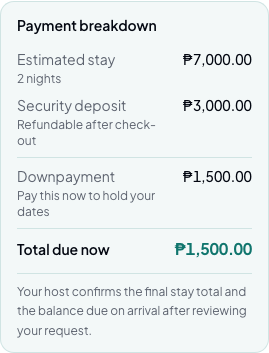 Payment breakdown
Estimated stay ₱7,000.00
2 nights
Security deposit ₱3,000.00
Refundable after check-
out
Downpayment ₱1,500.00
Pay this now to hold your
dates
Total due now ₱1,500.00
Your host confirms the final stay total and
the balance due on arrival after reviewing
your request.